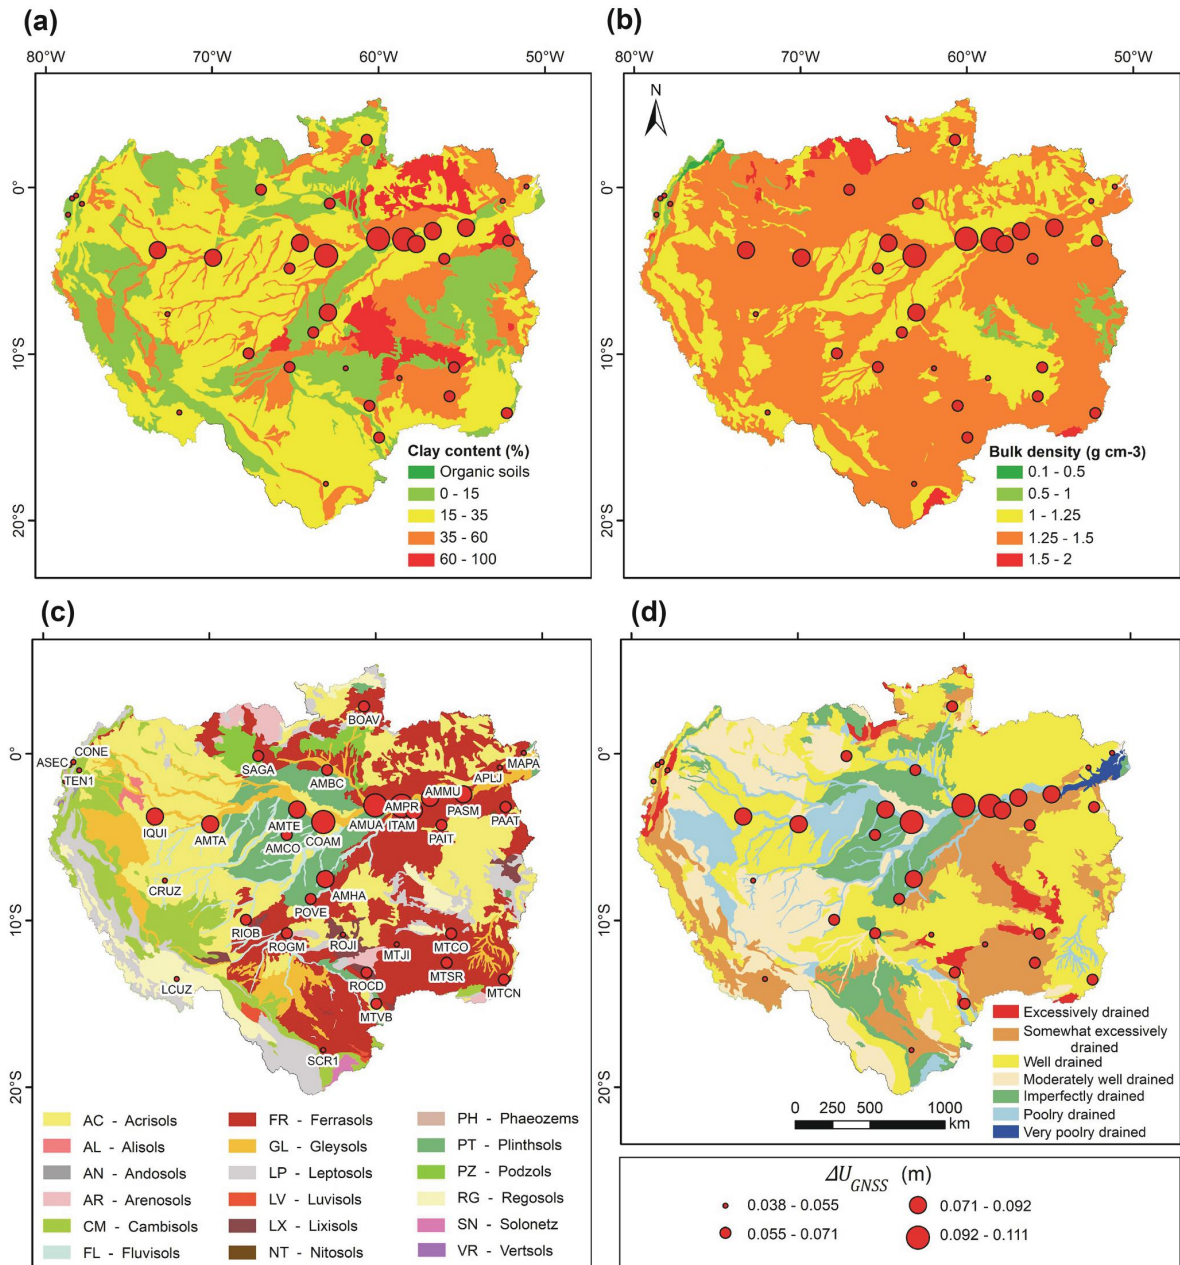 (a)
(b)
80°W 70°W 60°W 50°W
80°W 70°W 60°W 50°W
N
0°
10°S
20°S
0°
10°S
20°S
Clay content (%)
Organic soils
0 - 15
15 - 35
35 - 60
60 - 100
Bulk density (g cm-3)
0.1 - 0.5
0.5 - 1
1 - 1.25
1.25 - 1.5
1.5 - 2
(c)
(d)
0°
10°S
20°S
0°
10°S
20°S
BOAV
CONE
ASEC
TEN1
SAGA
AMBC
MAPA
APLJ
AMMU
AMPR
PASM
IQUI
AMTA
AMTE
AMUA
ITAM
PAAT
AMCO
COAM
PAIT
CRUZ
AMHA
POVE
RIOB
ROGM
ROJI
MTJI
MTCO
LCUZ
ROCD
MTSR
MTCN
MTVB
SCR1
AC - Acrisols
AL - Alisols
AN - Andosols
AR - Arenosols
CM - Cambisols
FL - Fluvisols
FR - Ferrasols
GL - Gleysols
LP - Leptosols
LV - Luvisols
LX - Lixisols
NT - Nitosols
PH - Phaeozems
PT - Plinthsols
PZ - Podzols
RG - Regosols
SN - Solonetz
VR - Vertsols
Excessively drained
Somewhat excessively
drained
Well drained
Moderately well drained
Imperfectly drained
Poolry drained
Very poolry drained
0 250 500 1000
km
ΔU GNSS (m)
0.038 - 0.055
0.055 - 0.071
0.071 - 0.092
0.092 - 0.111